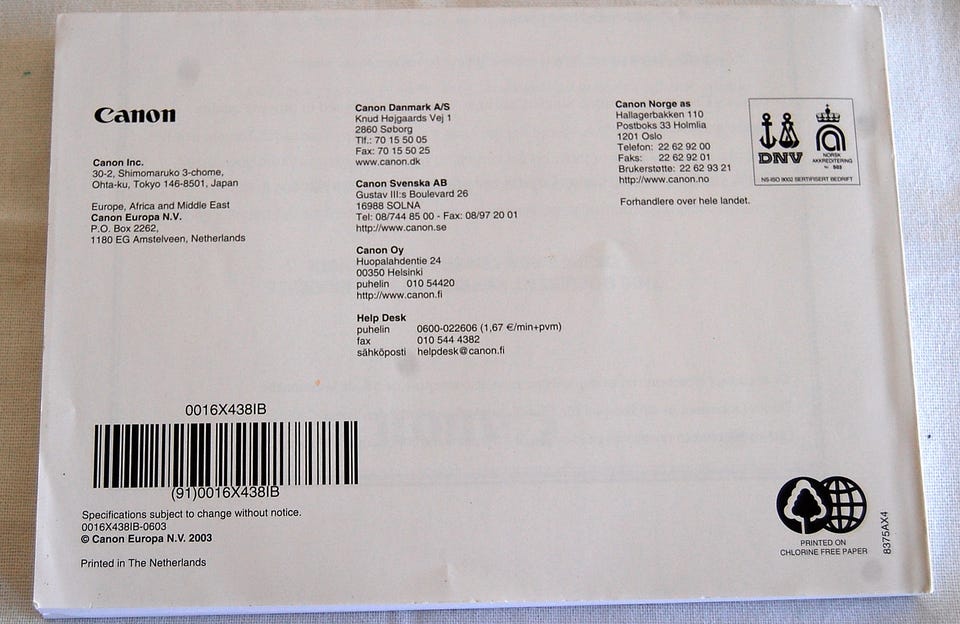 Canon
Canon Inc.
30-2, Shimomaruko 3-chome,
Ohta-ku, Tokyo 146-8501, Japan
Europe, Africa and Middle East
Canon Europa N.V.
P.O. Box 2262,
1180 EG Amstelveen, Netherlands
Canon Danmark A/S
Knud Højgaards Vej 1
2860 Søborg
Tlf.: 70 15 50 05
Fax: 70 15 50 25
www.canon.dk
Canon Svenska AB
Gustav III:s Boulevard 26
16988 SOLNA
Tel: 08/744 85 00 - Fax: 08/97 20 01
http://www.canon.se
Canon Oy
Huopalahdentie 24
00350 Helsinki
puhelin 010 54420
http://www.canon.fi
Help Desk
puhelin 0600-022606 (1,67 €/min+pvm)
fax 010 544 4382
sähköposti helpdesk@canon.fi
Canon Norge as
Hallagerbakken 110
Postboks 33 Holmlia
1201 Oslo
Telefon: 22 62 92 00
Faks: 22 62 92 01
Brukerstøtte: 22 62 93 21
http://www.canon.no
Forhandlere over hele landet.
DNV
NORSK
AKKREDITERING
Nr. 503
NS-ISO 9002 SERTIFISERT BEDRIFT
0016X438IB
(91)0016X438IB
Specifications subject to change without notice.
0016X438IB-0603
© Canon Europa N.V. 2003
Printed in The Netherlands
PRINTED ON
CHLORINE FREE PAPER
8375AX4